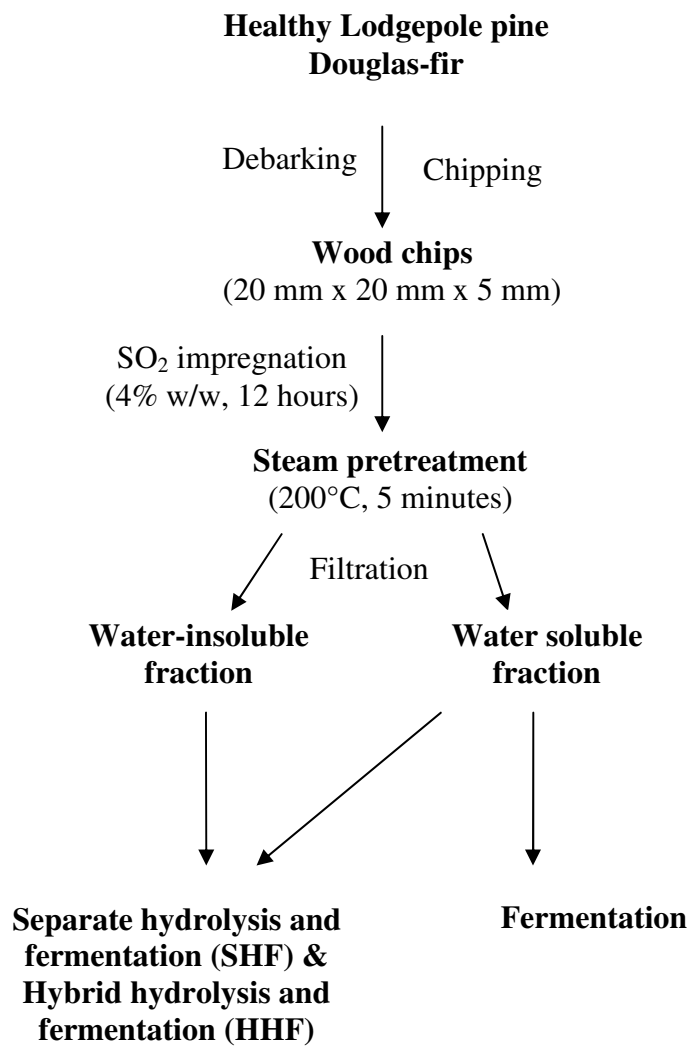 Healthy Lodgepole pine
Douglas-fir
Debarking
Chipping
Wood chips
(20 mm x 20 mm x 5 mm)
SO₂ impregnation
(4% w/w, 12 hours)
Steam pretreatment
(200°C, 5 minutes)
Filtration
Water-insoluble
fraction
Water soluble
fraction
Separate hydrolysis and
fermentation (SHF) &
Hybrid hydrolysis and
fermentation (HHF)
Fermentation